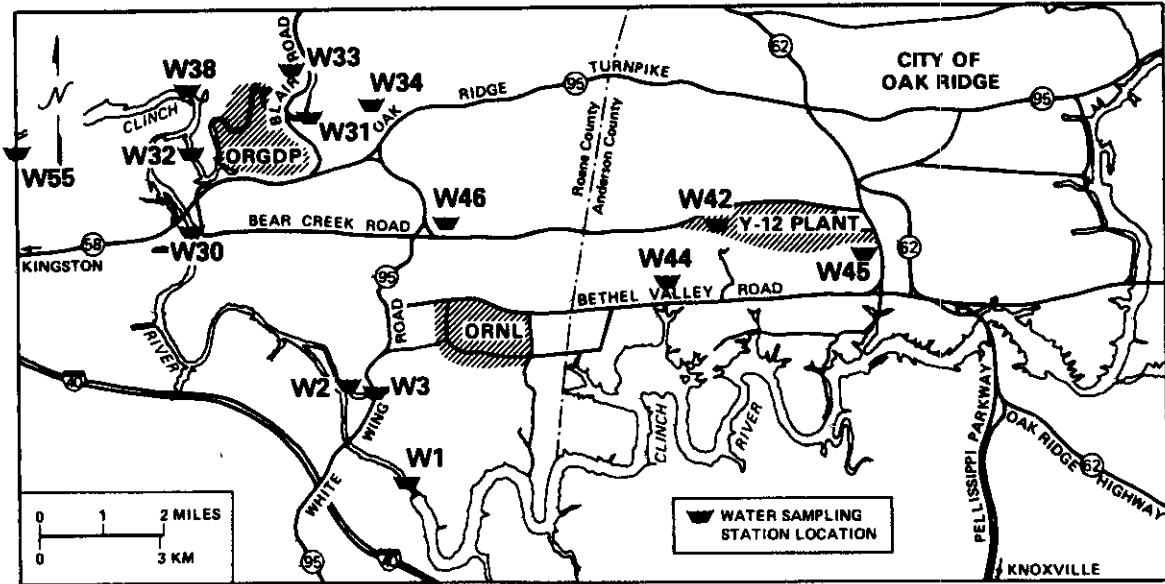 W33
W38
BLAIR ROAD
W34
62
CITY OF
OAK RIDGE
N
CLINCH
W31
OAK
RIDGE
95
TURNPIKE
95
W32
ORGDP
W55
Roane County
Anderson County
W46
W42
BEAR CREEK ROAD
Y-12 PLANT
58
W30
KINGSTON
W44
W45
62
95
BETHEL VALLEY ROAD
ROAD
RIVER
ORNL
40
W2
W3
WING
CLINCH
RIVER
PELLISSIPPI PARKWAY
OAK RIDGE
62
HIGHWAY
W1
WHITE
0 1 2 MILES
0 3 KM
WATER SAMPLING
STATION LOCATION
95
40
KNOXVILLE